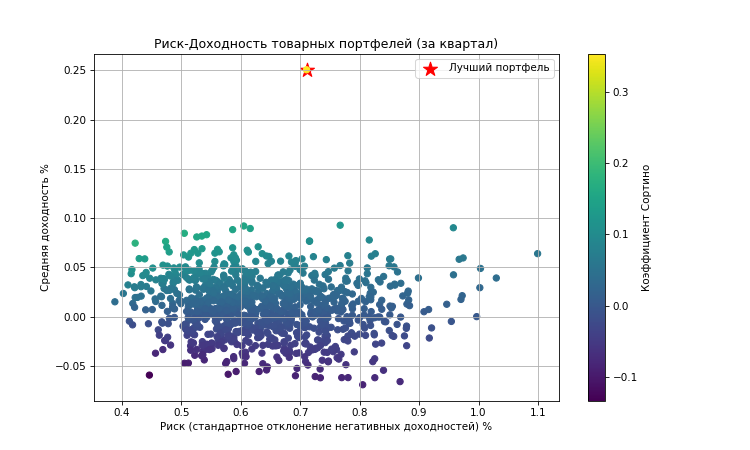 Риск-Доходность товарных портфелей (за квартал)
Лучший портфель
Средняя доходность %
0.25
0.20
0.15
0.10
0.05
0.00
−0.05
0.4 0.5 0.6 0.7 0.8 0.9 1.0 1.1
Риск (стандартное отклонение негативных доходностей) %
0.3
0.2
0.1
0.0
−0.1
Коэффициент Сортино